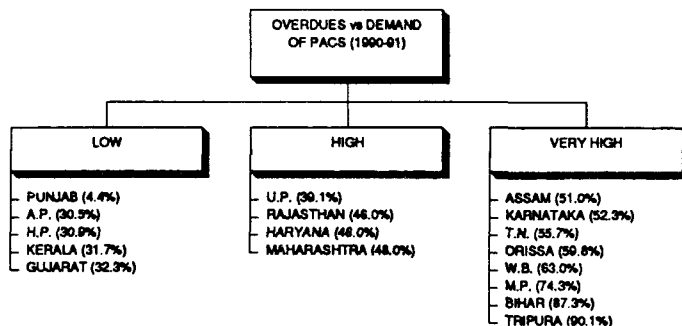 OVERDUES vs DEMAND
OF PACS (1990-91)
LOW
PUNJAB (4.4%)
A.P. (30.5%)
H.P. (30.9%)
KERALA (31.7%)
GUJARAT (32.3%)
HIGH
U.P. (39.1%)
RAJASTHAN (46.0%)
HARYANA (46.0%)
MAHARASHTRA (48.0%)
VERY HIGH
ASSAM (51.0%)
KARNATAKA (52.3%)
T.N. (55.7%)
ORISSA (59.8%)
W.B. (63.0%)
M.P. (74.3%)
BIHAR (87.3%)
TRIPURA (90.1%)